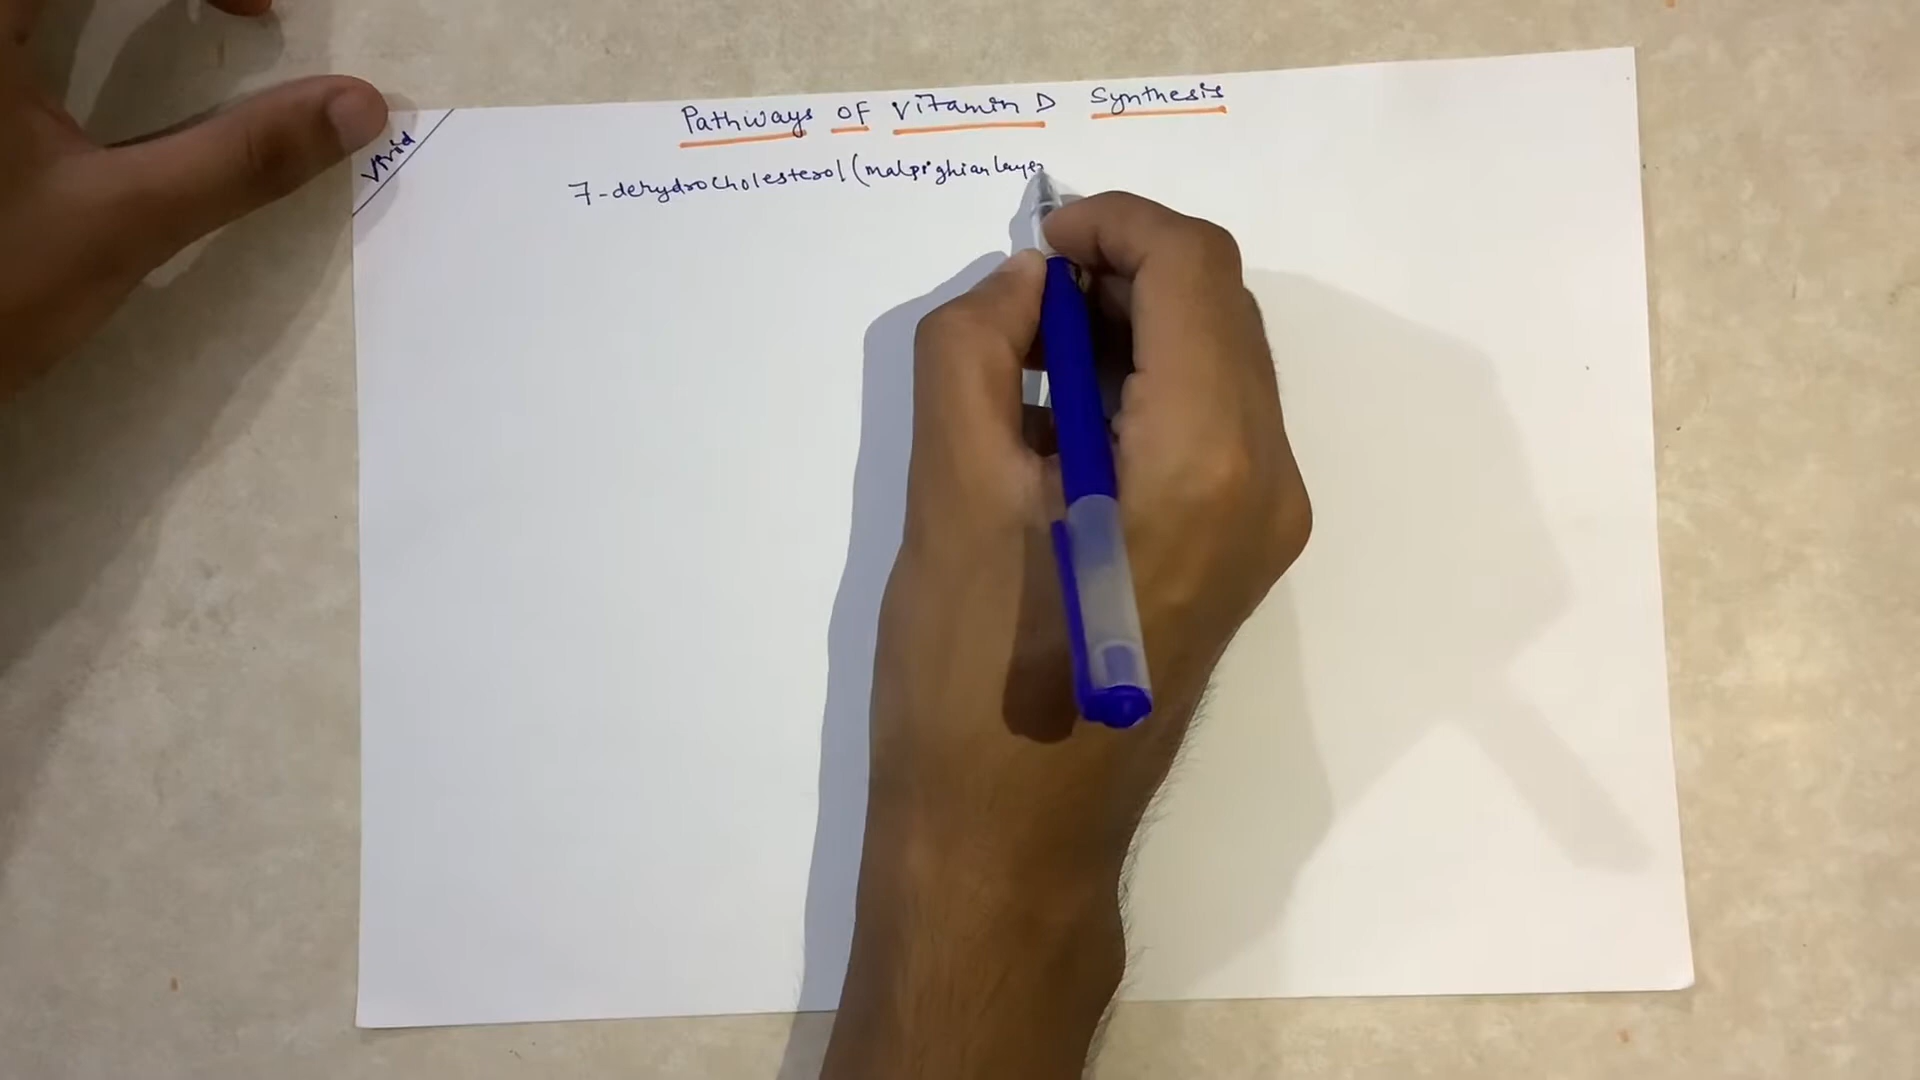 Pathways OF Vitamin D Synthesis
Vivid
7-dehydrocholesterol (malpighian layer